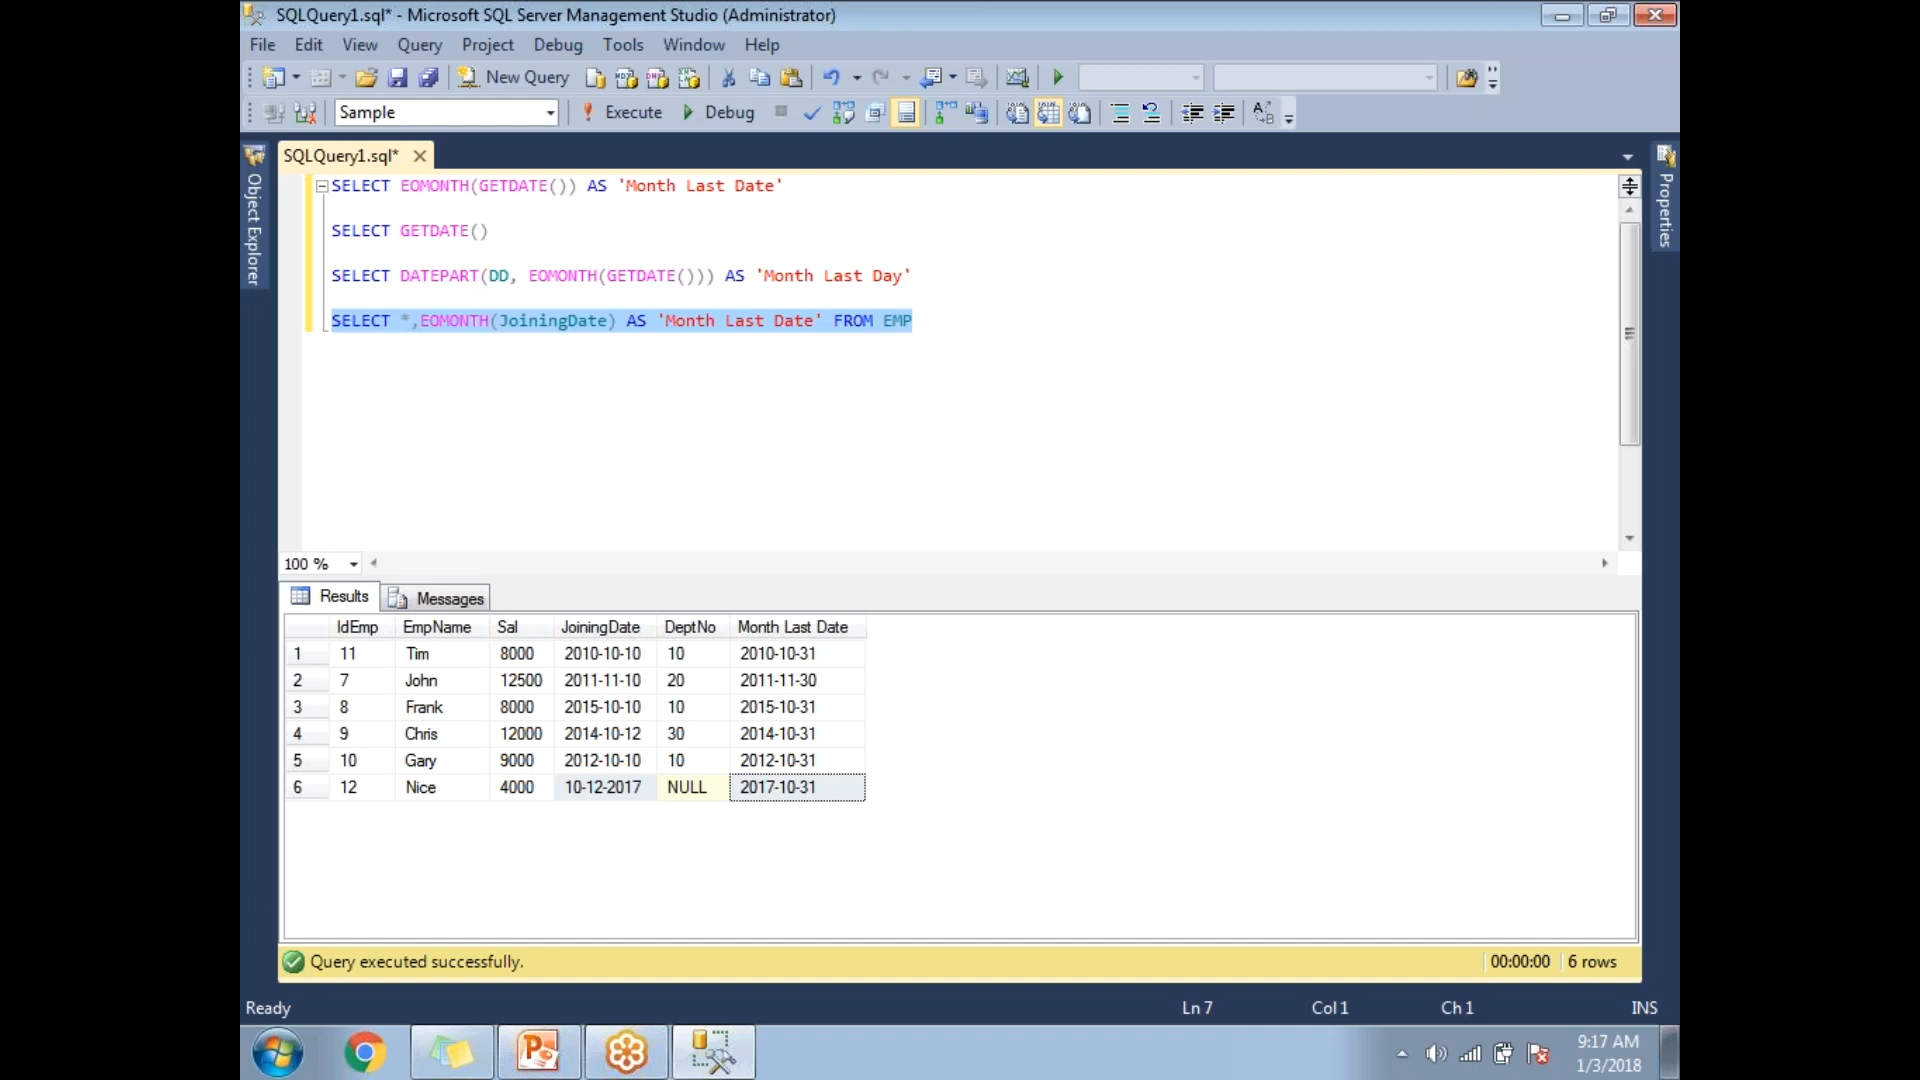 SQLQuery1.sql* - Microsoft SQL Server Management Studio (Administrator)
File Edit View Query Project Debug Tools Window Help
New Query
Sample Execute Debug
SQLQuery1.sql*
Object Explorer
Properties
SELECT EOMONTH(GETDATE()) AS 'Month Last Date'
SELECT GETDATE()
SELECT DATEPART(DD, EOMONTH(GETDATE())) AS 'Month Last Day'
SELECT *,EOMONTH(JoiningDate) AS 'Month Last Date' FROM EMP
100 %
Results Messages
IdEmp EmpName Sal JoiningDate DeptNo Month Last Date
1 11 Tim 8000 2010-10-10 10 2010-10-31
2 7 John 12500 2011-11-10 20 2011-11-30
3 8 Frank 8000 2015-10-10 10 2015-10-31
4 9 Chris 12000 2014-10-12 30 2014-10-31
5 10 Gary 9000 2012-10-10 10 2012-10-31
6 12 Nice 4000 10-12-2017 NULL 2017-10-31
Query executed successfully. 00:00:00 6 rows
Ready Ln 7 Col 1 Ch 1 INS
9:17 AM
1/3/2018